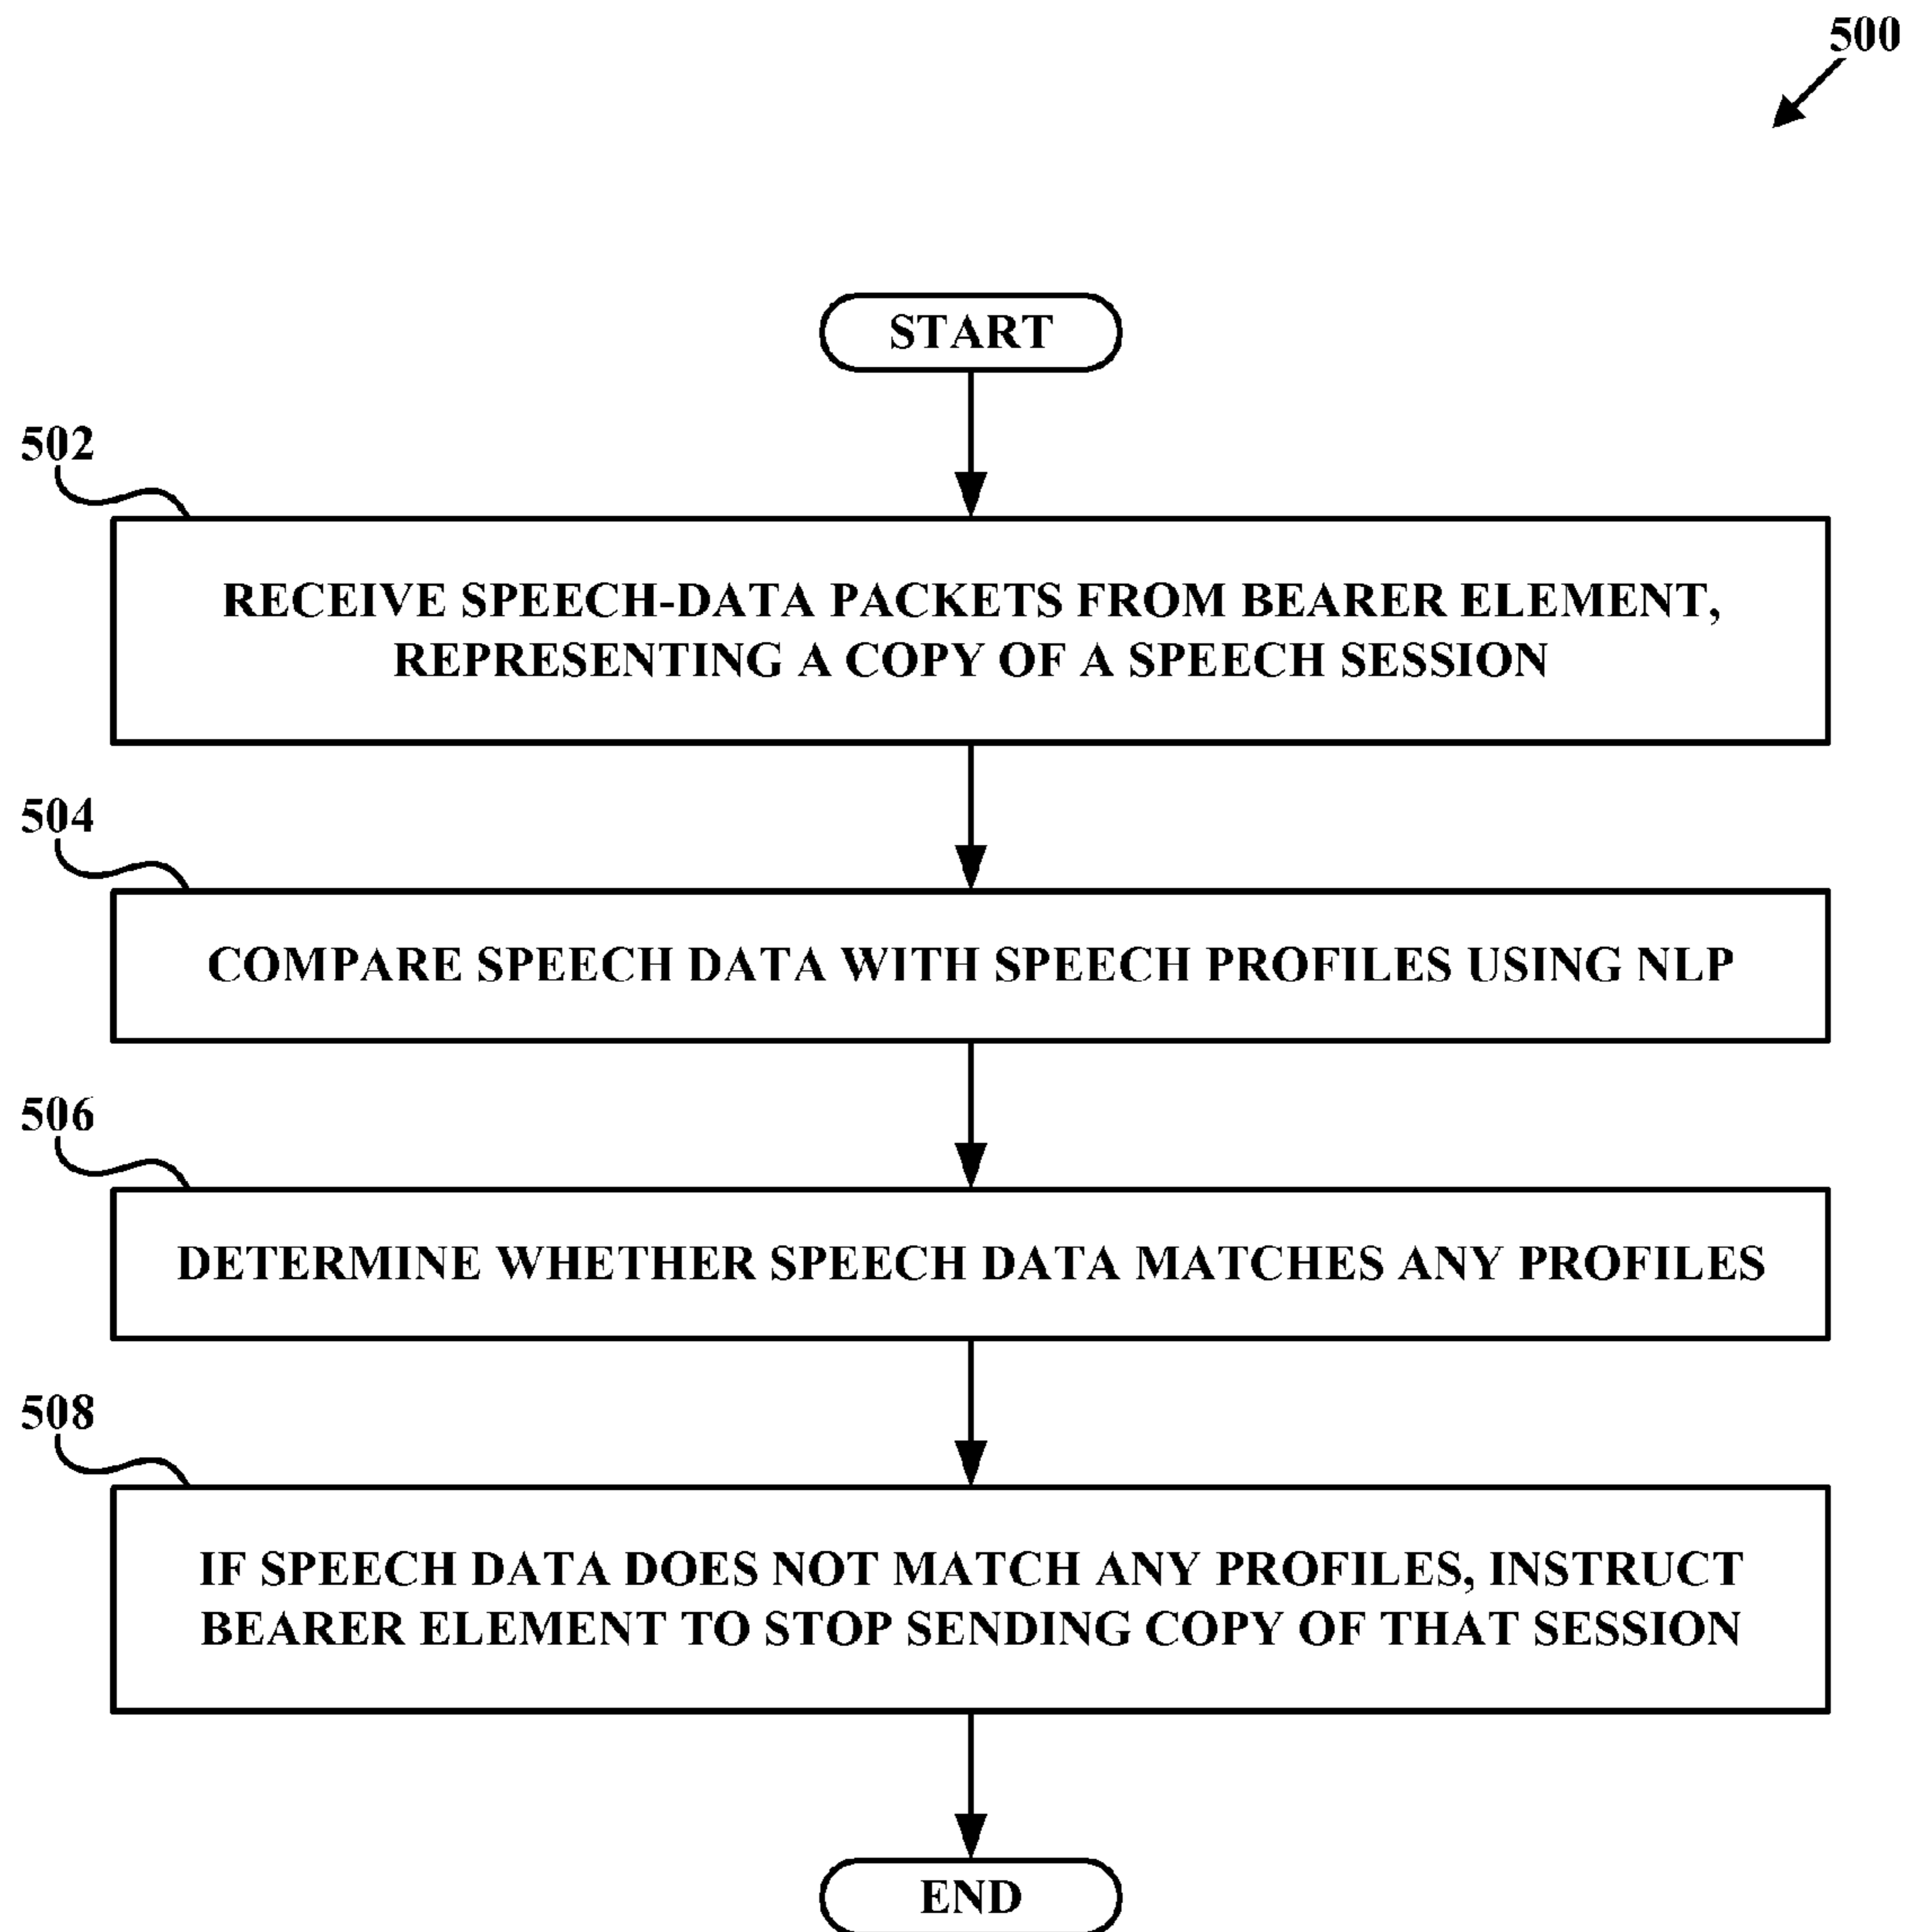 500
START
502
RECEIVE SPEECH-DATA PACKETS FROM BEARER ELEMENT,
REPRESENTING A COPY OF A SPEECH SESSION
504
COMPARE SPEECH DATA WITH SPEECH PROFILES USING NLP
506
DETERMINE WHETHER SPEECH DATA MATCHES ANY PROFILES
508
IF SPEECH DATA DOES NOT MATCH ANY PROFILES, INSTRUCT
BEARER ELEMENT TO STOP SENDING COPY OF THAT SESSION
END